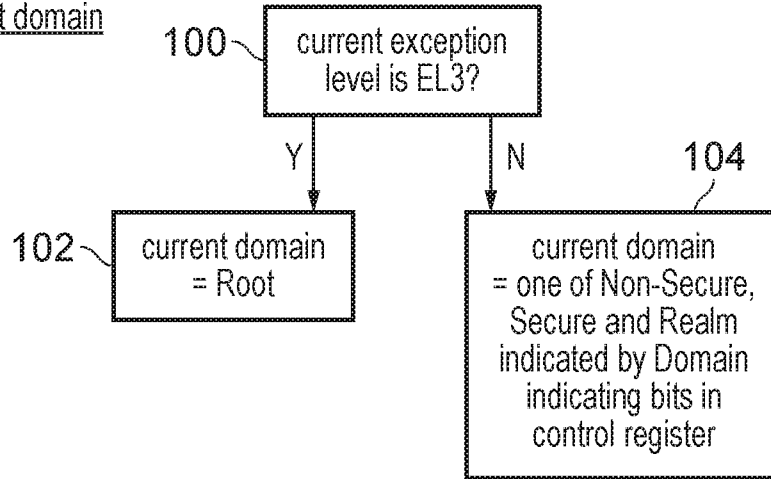 domain
100
current exception
level is EL3?
Y
N
104
102
current domain
= Root
current domain
= one of Non-Secure,
Secure and Realm
indicated by Domain
indicating bits in
control register